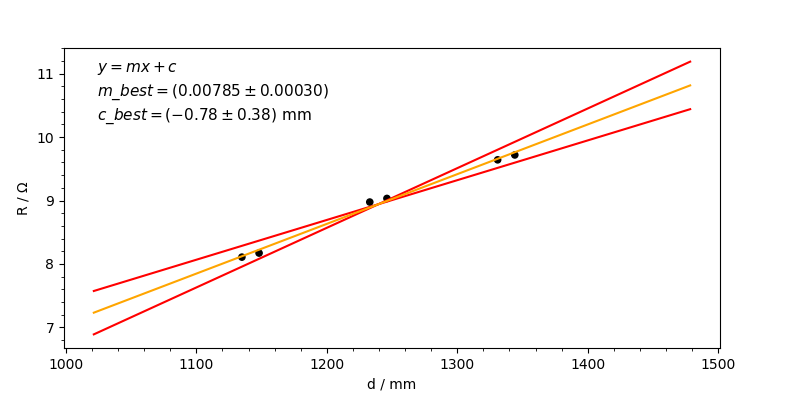 y = mx + c
m_best = (0.00785 ± 0.00030)
c_best = (−0.78 ± 0.38) mm
11
10
9
8
7
R / Ω
1000 1100 1200 1300 1400 1500
d / mm